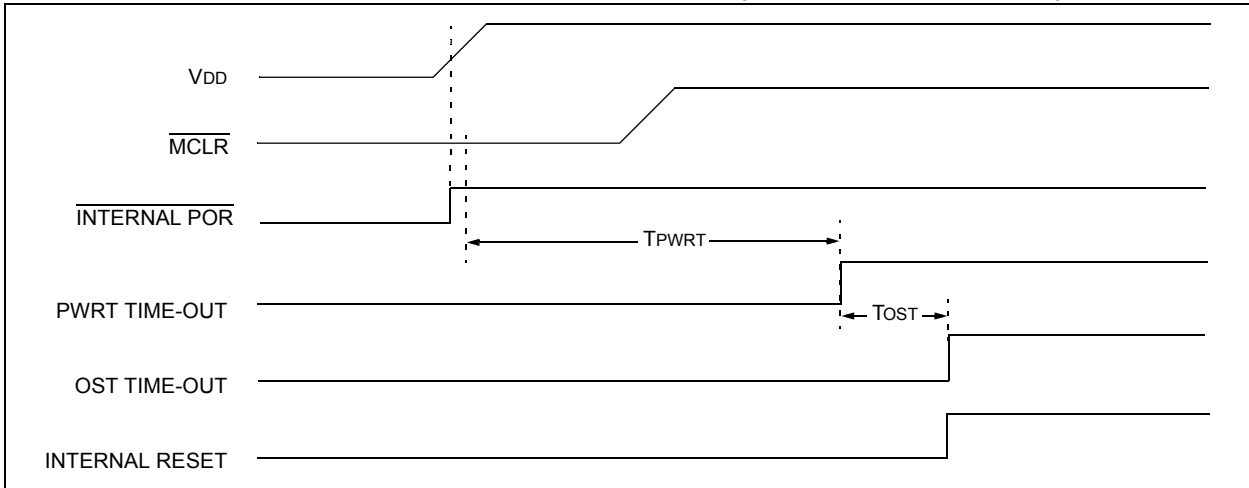 VDD
MCLR
INTERNAL POR
TPWRT
PWRT TIME-OUT
TOST
OST TIME-OUT
INTERNAL RESET